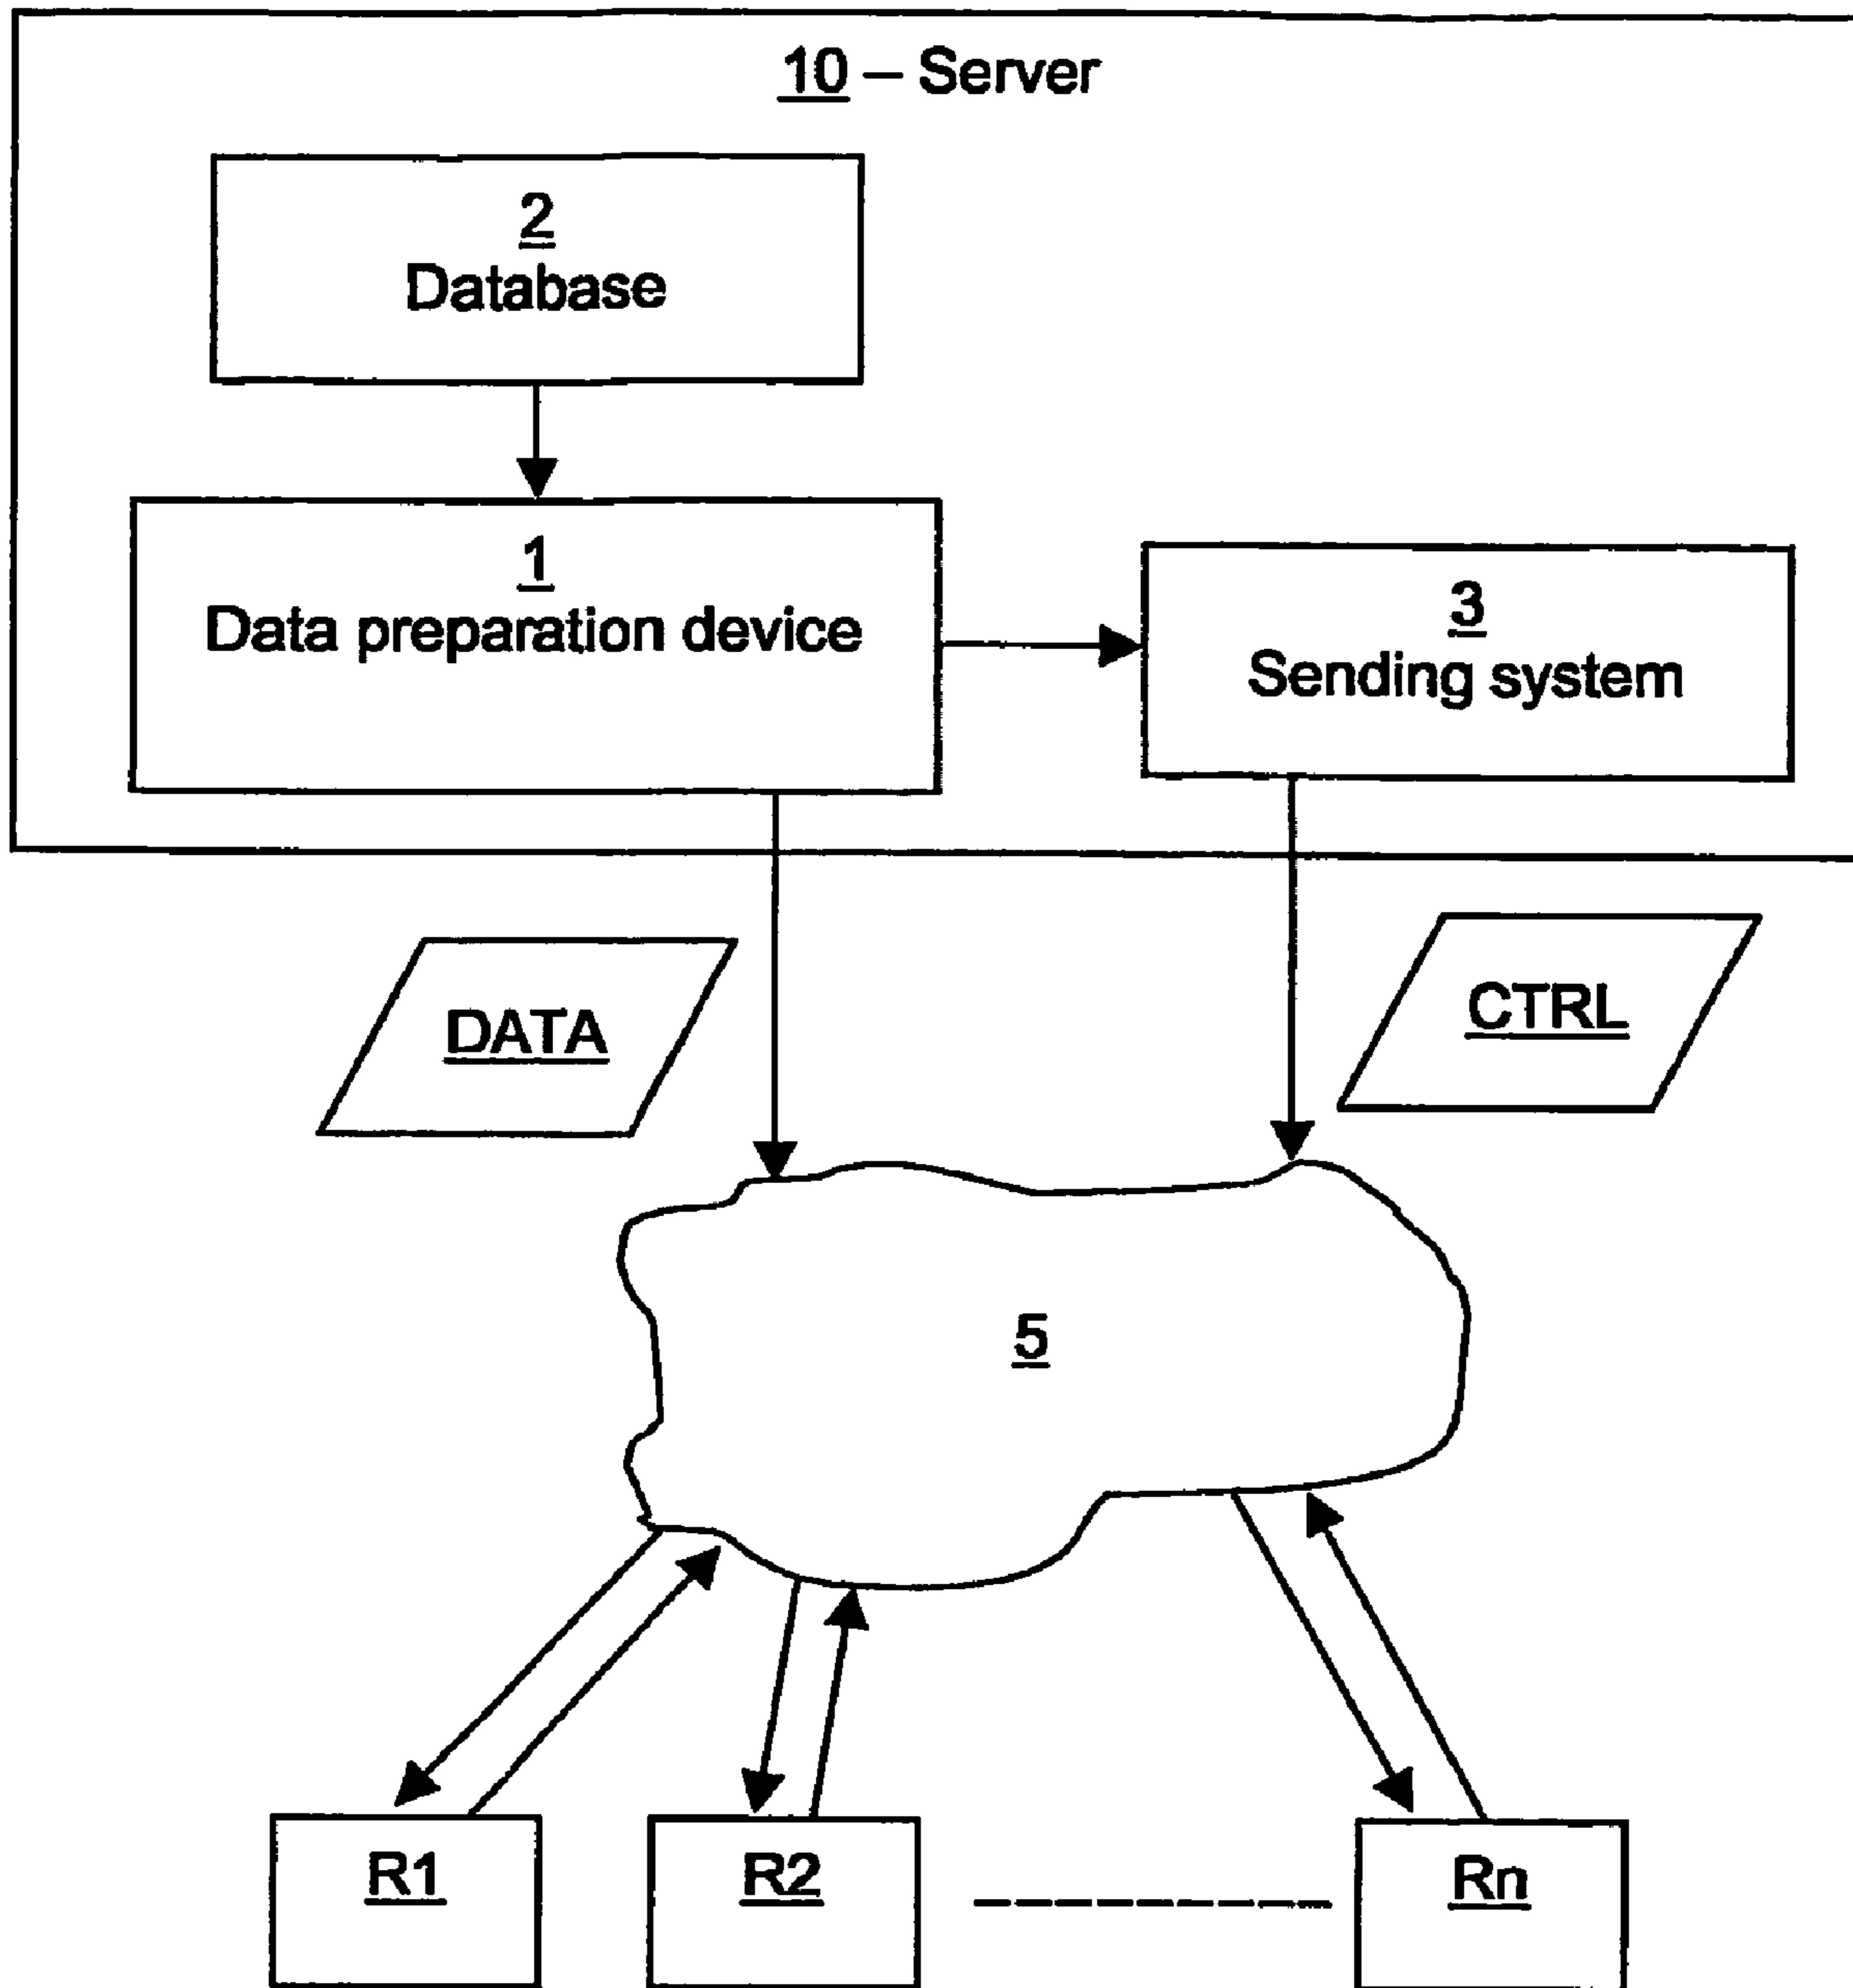 10 – Server
2
Database
1
Data preparation device
3
Sending system
DATA
CTRL
5
R1
R2
Rn